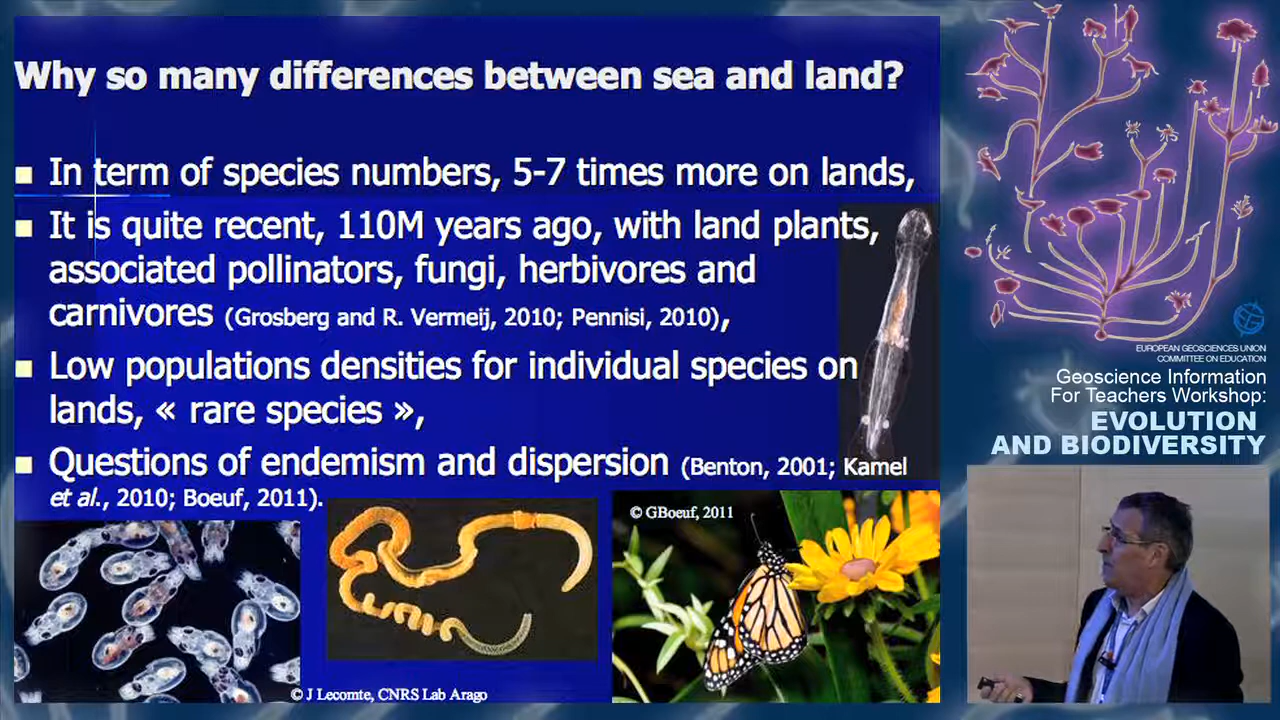 Why so many differences between sea and land?
In term of species numbers, 5-7 times more on lands,
It is quite recent, 110M years ago, with land plants,
associated pollinators, fungi, herbivores and
carnivores (Grosberg and R. Vermeij, 2010; Pennisi, 2010),
Low populations densities for individual species on
lands, « rare species »,
Questions of endemism and dispersion (Benton, 2001; Kamel
et al., 2010; Boeuf, 2011).
© GBoeuf, 2011
© J Lecomte, CNRS Lab Arago
EUROPEAN GEOSCIENCES UNION
COMMITTEE ON EDUCATION
Geoscience Information
For Teachers Workshop:
EVOLUTION
AND BIODIVERSITY